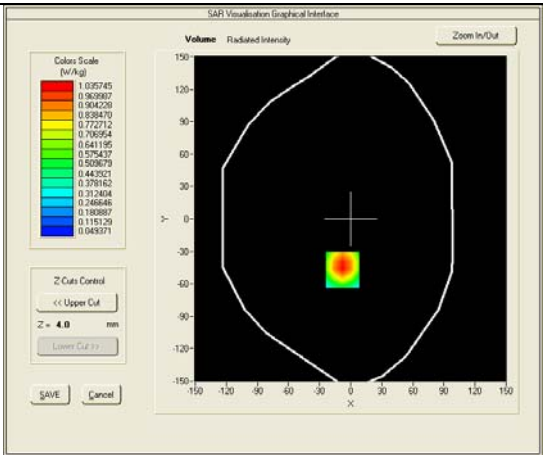 SAR Visualisation Graphical Interface
Volume Radiated Intensity
Zoom In/Out
Colors Scale
(W/kg)
1.035745
0.969987
0.904228
0.838470
0.772712
0.706954
0.641195
0.575437
0.509679
0.443921
0.378162
0.312404
0.246646
0.180887
0.115129
0.049371
Z Cuts Control
<< Upper Cut
Z = 4.0 mm
Lower Cut >>
SAVE Cancel
150
120
90
60
30
0
-30
-60
-90
-120
-150
Y
-150 -120 -90 -60 -30 0 30 60 90 120 150
X